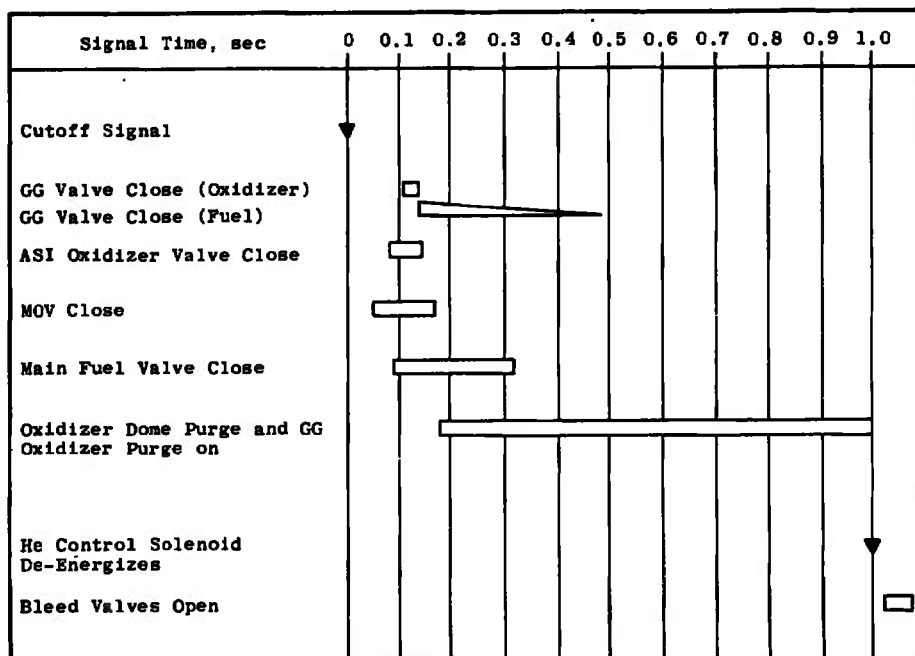 Signal Time, sec 0 0.1 0.2 0.3 0.4 0.5 0.6 0.7 0.8 0.9 1.0
Cutoff Signal
GG Valve Close (Oxidizer)
GG Valve Close (Fuel)
ASI Oxidizer Valve Close
MOV Close
Main Fuel Valve Close
Oxidizer Dome Purge and GG
Oxidizer Purge on
He Control Solenoid
De-Energizes
Bleed Valves Open